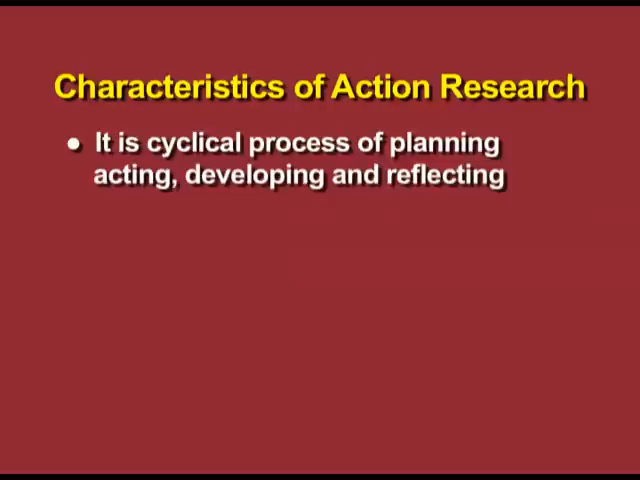 Characteristics of Action Research
● It is cyclical process of planning
acting, developing and reflecting